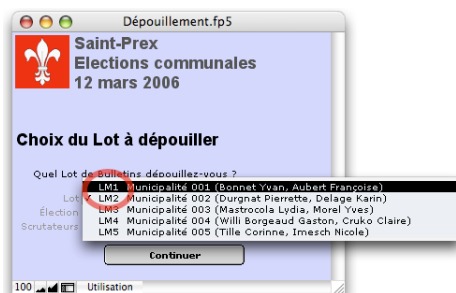 Dépouillement.fp5
Saint-Prex
Elections communales
12 mars 2006
Choix du Lot à dépouiller
Quel Lot de Bulletins dépouillez-vous ?
LM1 Municipalité 001 (Bonnet Yvan, Aubert Françoise)
Lot ✓ LM2 Municipalité 002 (Durgnat Pierrette, Delage Karin)
Élection LM3 Municipalité 003 (Mastrocola Lydia, Morel Yves)
Scrutateurs LM4 Municipalité 004 (Willi Borgeaud Gaston, Cruko Claire)
LM5 Municipalité 005 (Tille Corinne, Imesch Nicole)
Continuer
100 Utilisation